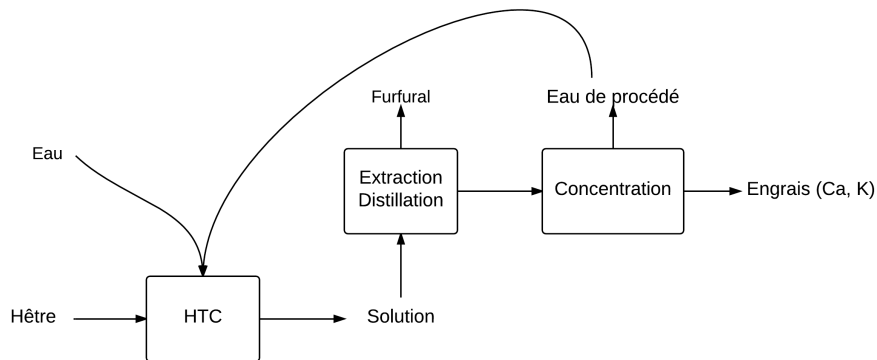 Furfural
Eau de procédé
Eau
Extraction
Distillation
Concentration
Engrais (Ca, K)
Hêtre
HTC
Solution